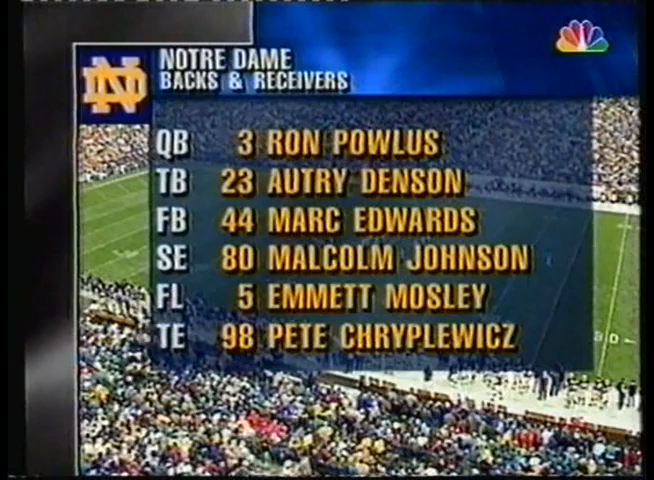 NOTRE DAME
BACKS & RECEIVERS
QB 3 RON POWLUS
TB 23 AUTRY DENSON
FB 44 MARC EDWARDS
SE 80 MALCOLM JOHNSON
FL 5 EMMETT MOSLEY
TE 98 PETE CHRYPLEWICZ